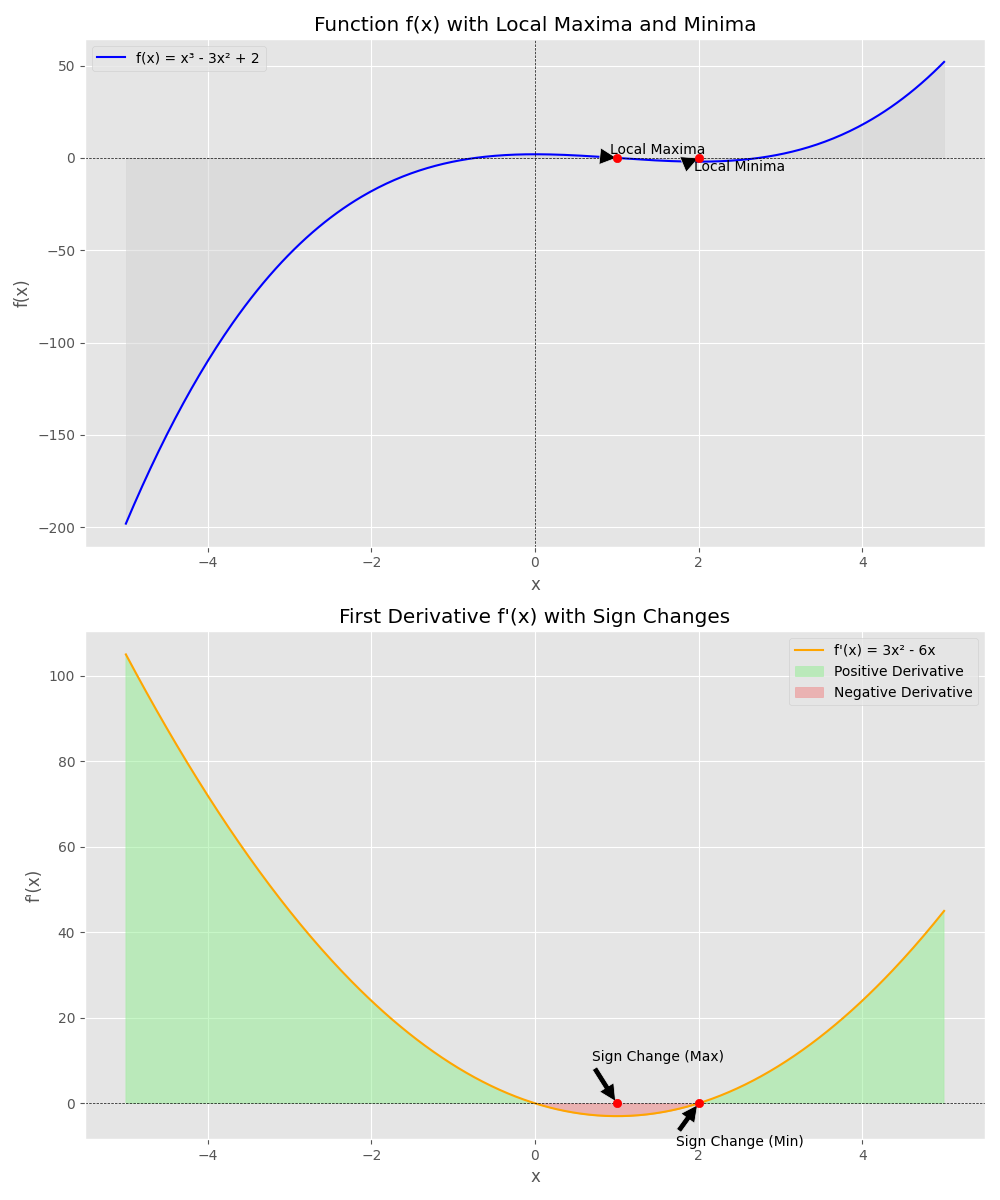 Function f(x) with Local Maxima and Minima
f(x) = x³ - 3x² + 2
50
0
−50
−100
−150
−200
f(x)
Local Maxima
Local Minima
−4
−2
0
2
4
x
First Derivative f'(x) with Sign Changes
f'(x) = 3x² - 6x
Positive Derivative
Negative Derivative
100
80
60
40
20
0
f'(x)
Sign Change (Max)
Sign Change (Min)
−4
−2
0
2
4
x